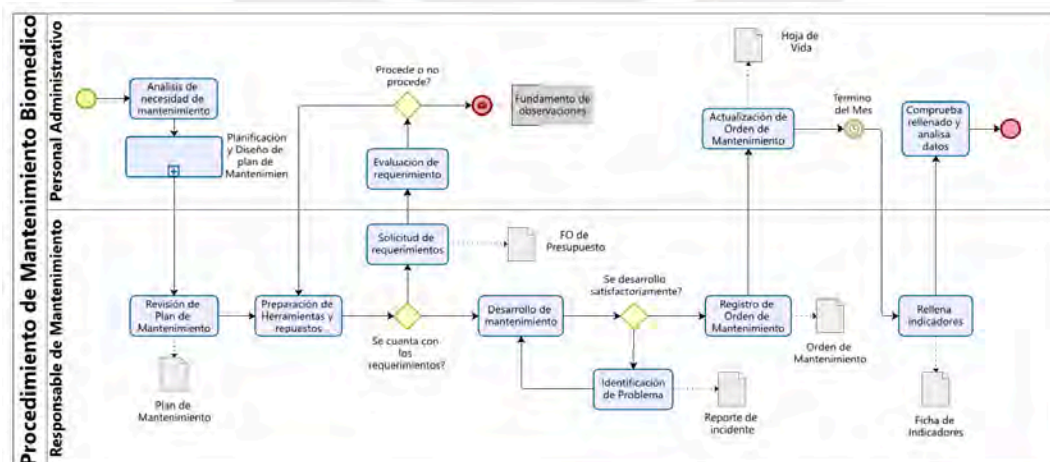 Procedimiento de Mantenimiento Biomedico
Personal Administrativo
Análisis de
necesidad de
mantenimiento
Planificación
y Diseño de
plan de
Mantenimien
Procede o no
procede?
Fundamento de
observaciones
Evaluación de
requerimiento
Hoja de
Vida
Actualización de
Orden de
Mantenimiento
Termino
del Mes
Comprueba
rellenado y
analisa
datos
Responsable de Mantenimiento
Solicitud de
requerimientos
FO de
Presupuesto
Revisión de
Plan de
Mantenimiento
Preparación de
Herramientas y
repuestos
Se cuenta con
los
requerimientos?
Desarrollo de
mantenimiento
Se desarrollo
satisfactoriamente?
Registro de
Orden de
Mantenimiento
Orden de
Mantenimiento
Rellena
indicadores
Identificación
de Problema
Plan de
Mantenimiento
Reporte de
incidente
Ficha de
Indicadores